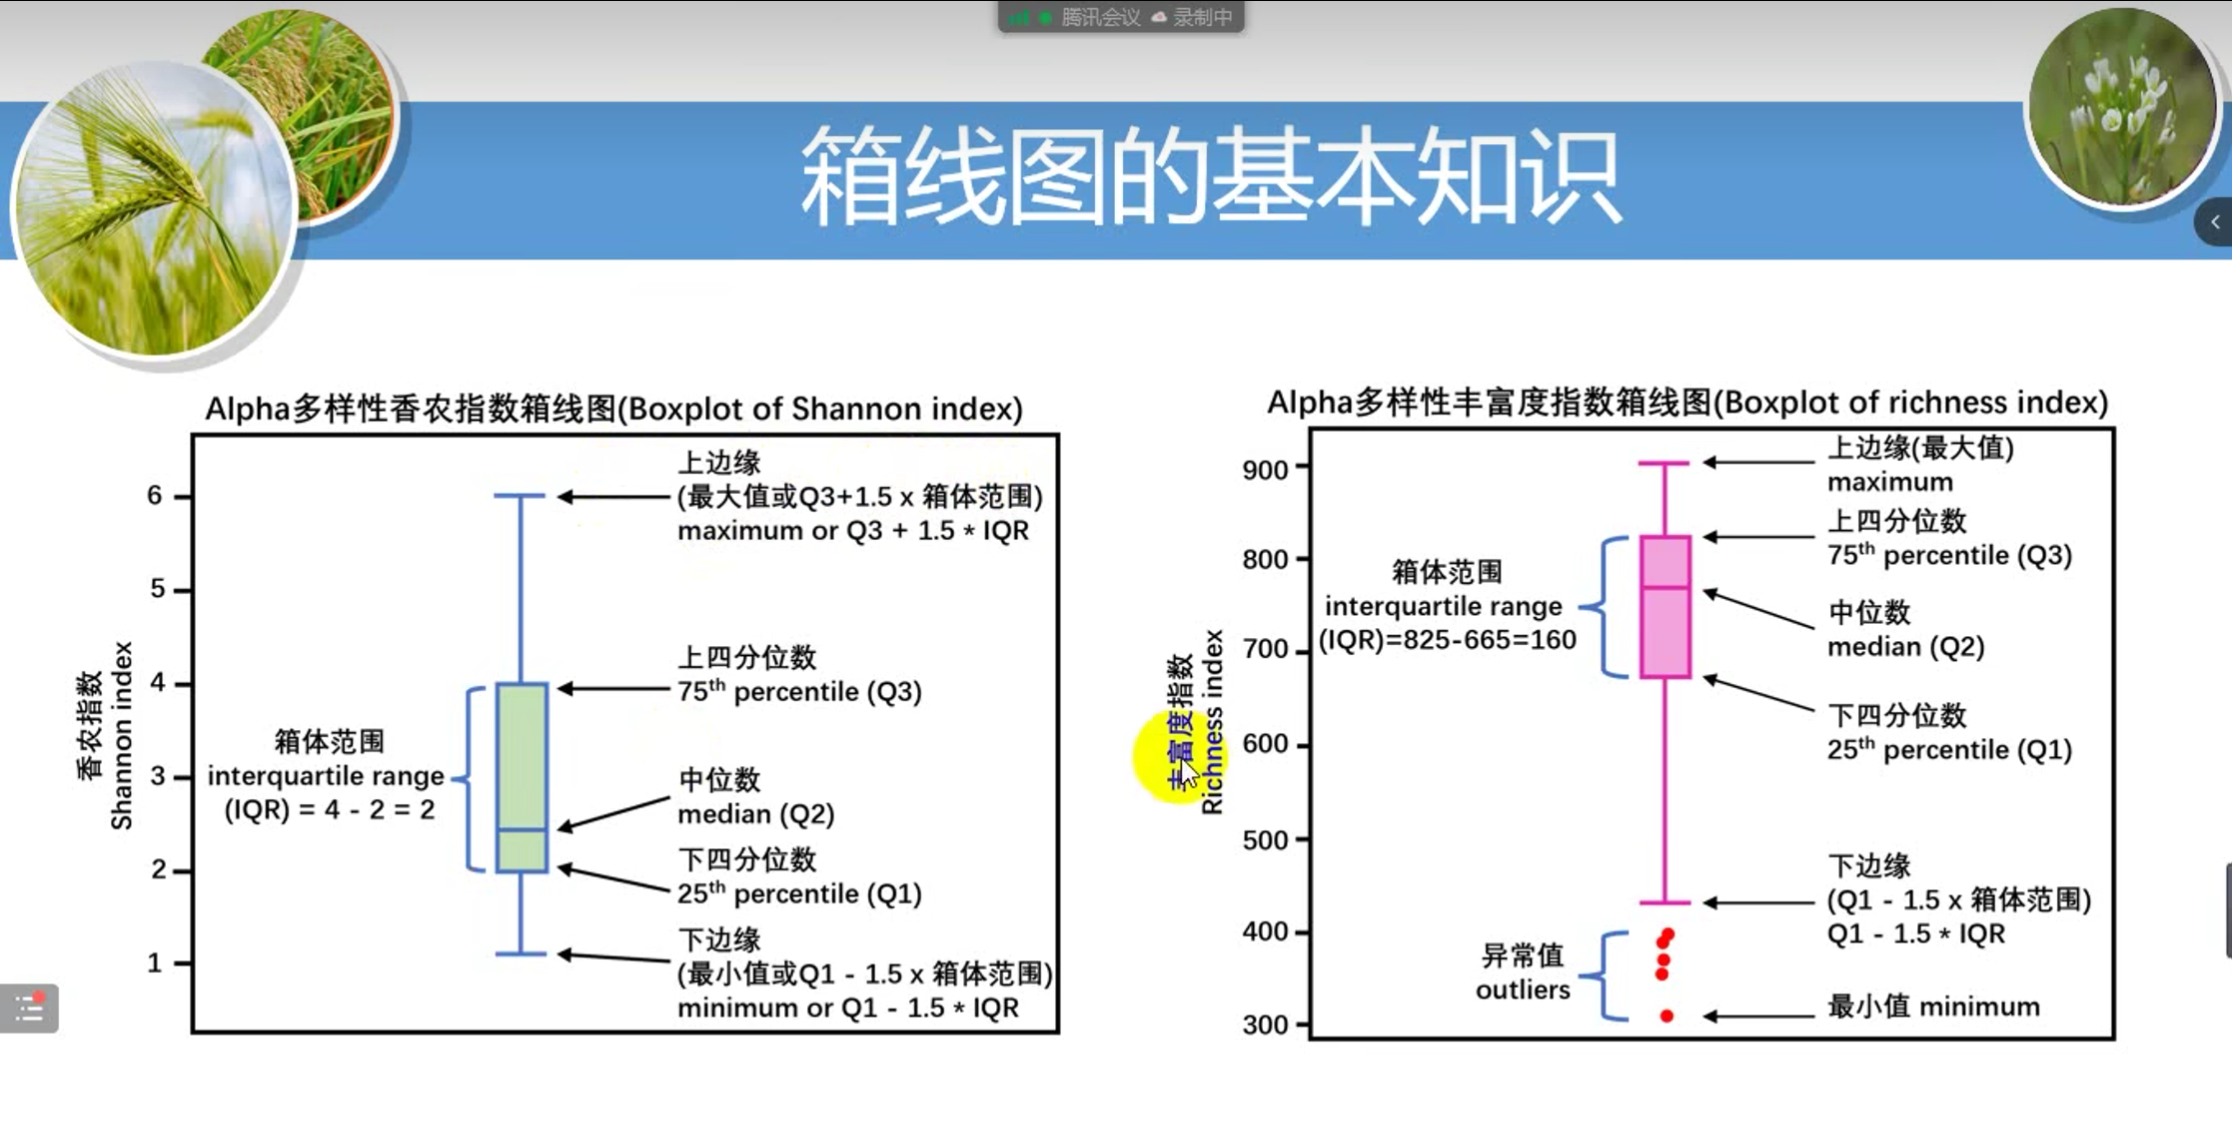 腾讯会议 录制中
箱线图的基本知识
Alpha多样性香农指数箱线图(Boxplot of Shannon index)
香农指数
Shannon index
6
5
4
3
2
1
上边缘
(最大值或Q3+1.5 x 箱体范围)
maximum or Q3 + 1.5 * IQR
上四分位数
75th percentile (Q3)
箱体范围
interquartile range
(IQR) = 4 - 2 = 2
中位数
median (Q2)
下四分位数
25th percentile (Q1)
下边缘
(最小值或Q1 - 1.5 x 箱体范围)
minimum or Q1 - 1.5 * IQR
Alpha多样性丰富度指数箱线图(Boxplot of richness index)
丰富度指数
Richness index
900
800
700
600
500
400
300
上边缘(最大值)
maximum
上四分位数
75th percentile (Q3)
箱体范围
interquartile range
(IQR)=825-665=160
中位数
median (Q2)
下四分位数
25th percentile (Q1)
下边缘
(Q1 - 1.5 x 箱体范围)
Q1 - 1.5 * IQR
异常值
outliers
最小值 minimum